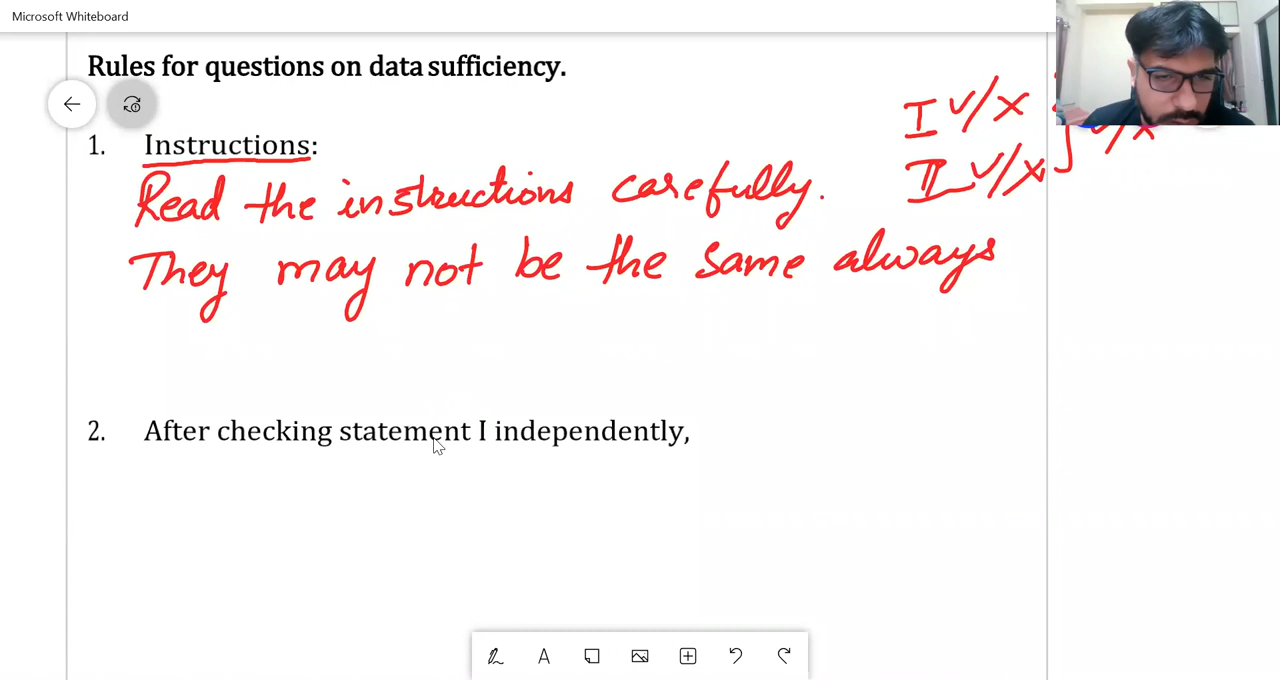 Microsoft Whiteboard
Rules for questions on data sufficiency.
I ✓/X
1. Instructions:
II ✓/X } ✓/X
Read the instructions carefully.
They may not be the same always
2. After checking statement I independently,
A